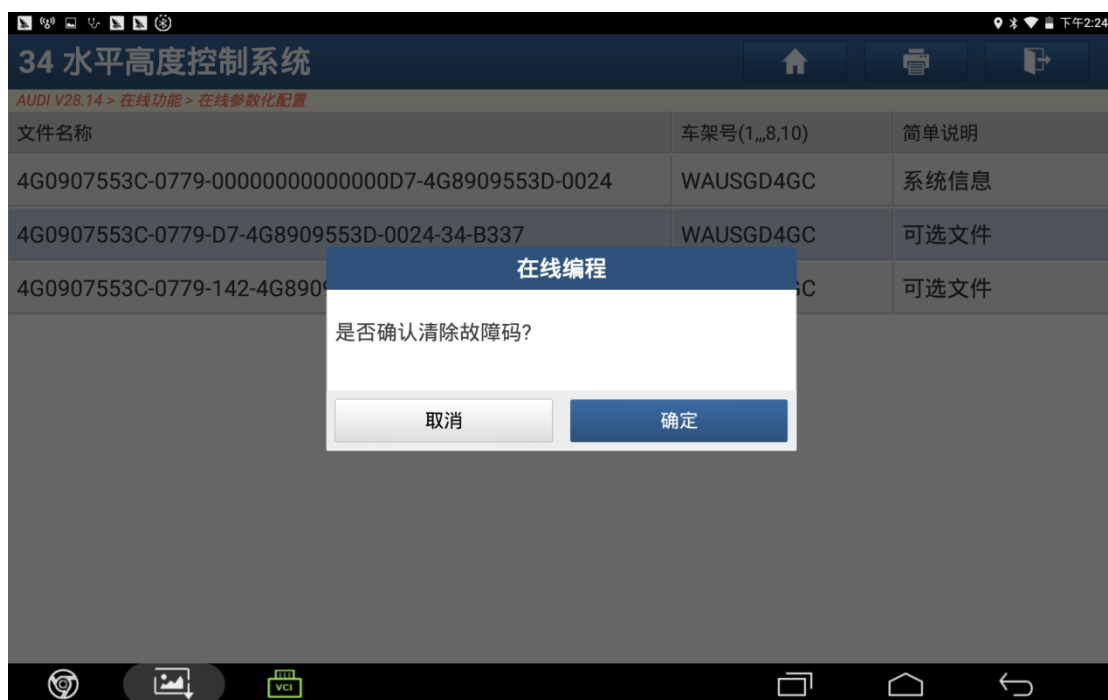 下午2:24
34 水平高度控制系统
AUDI V28.14 > 在线功能 > 在线参数化配置
文件名称 车架号(1,,,8,10) 简单说明
4G0907553C-0779-00000000000000D7-4G8909553D-0024 WAUSGD4GC 系统信息
4G0907553C-0779-D7-4G8909553D-0024-34-B337 WAUSGD4GC 可选文件
4G0907553C-0779-142-4G890 可选文件
在线编程
是否确认清除故障码?
取消 确定
VCI